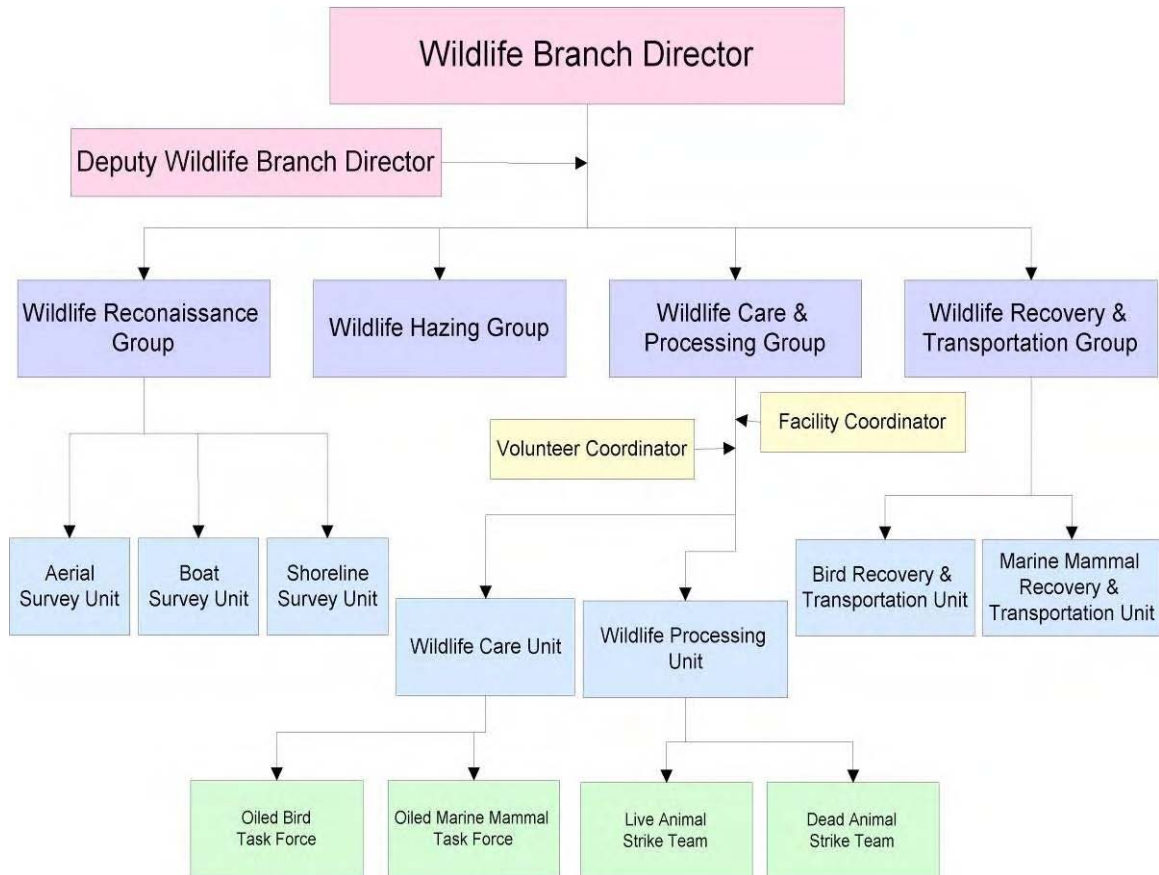 Wildlife Branch Director
Deputy Wildlife Branch Director
Wildlife Reconaissance
Group
Wildlife Hazing Group
Wildlife Care &
Processing Group
Wildlife Recovery &
Transportation Group
Facility Coordinator
Volunteer Coordinator
Aerial
Survey Unit
Boat
Survey Unit
Shoreline
Survey Unit
Bird Recovery &
Transportation Unit
Marine Mammal
Recovery &
Transportation Unit
Wildlife Care Unit
Wildlife Processing
Unit
Oiled Bird
Task Force
Oiled Marine Mammal
Task Force
Live Animal
Strike Team
Dead Animal
Strike Team